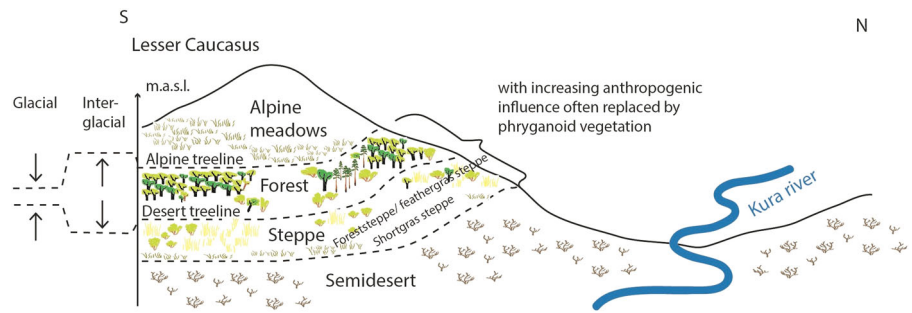 S
N
Lesser Caucasus
m.a.s.l.
Glacial
Inter-
glacial
with increasing anthropogenic
influence often replaced by
phryganoid vegetation
Alpine
meadows
Alpine treeline
Forest
Desert treeline
Steppe
Foreststeppe/ feathergras steppe
Shortgras steppe
Semidesert
Kura river